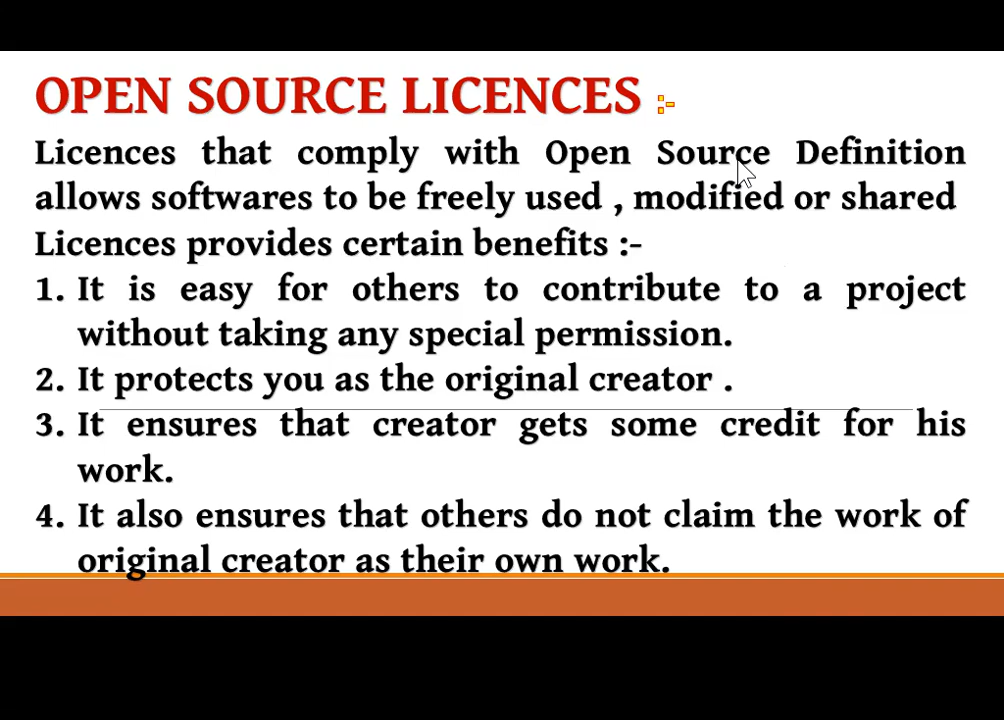 OPEN SOURCE LICENCES :-
Licences that comply with Open Source Definition
allows softwares to be freely used , modified or shared
Licences provides certain benefits :-
1. It is easy for others to contribute to a project
without taking any special permission.
2. It protects you as the original creator .
3. It ensures that creator gets some credit for his
work.
4. It also ensures that others do not claim the work of
original creator as their own work.